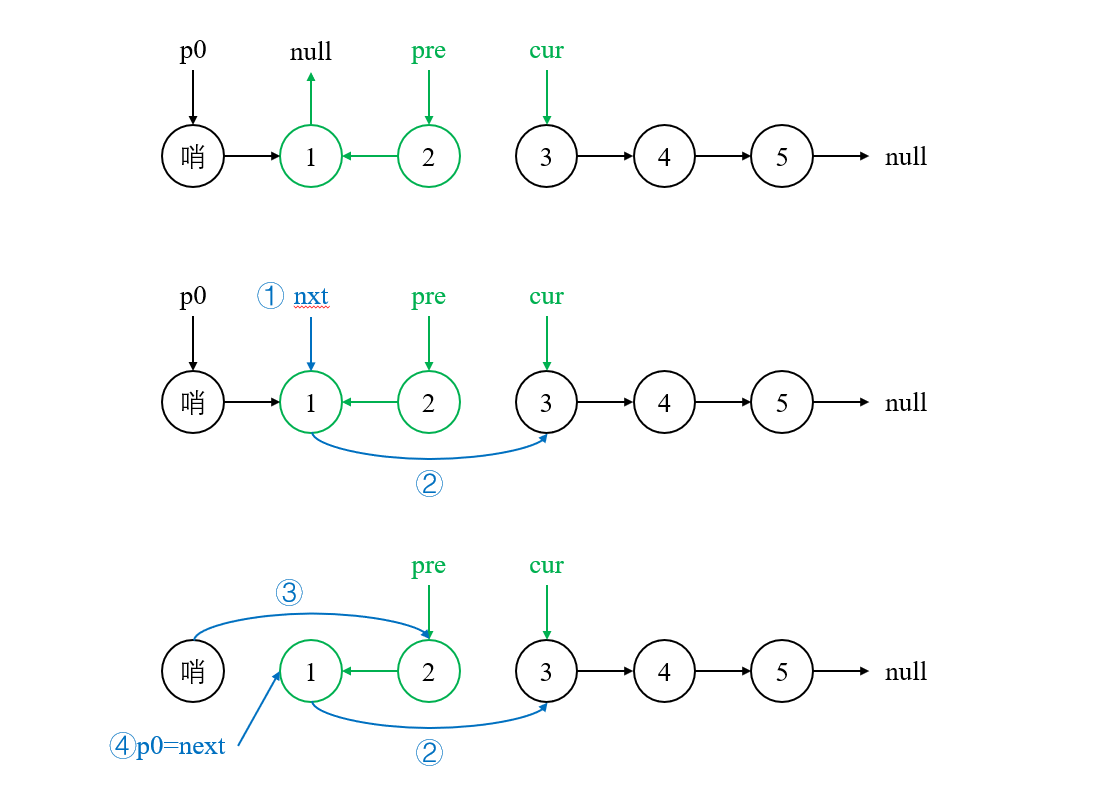 p0 null pre cur
哨 1 2 3 4 5 null
p0 ① nxt pre cur
哨 1 2 3 4 5 null
②
pre cur
③
哨 1 2 3 4 5 null
④p0=next ②